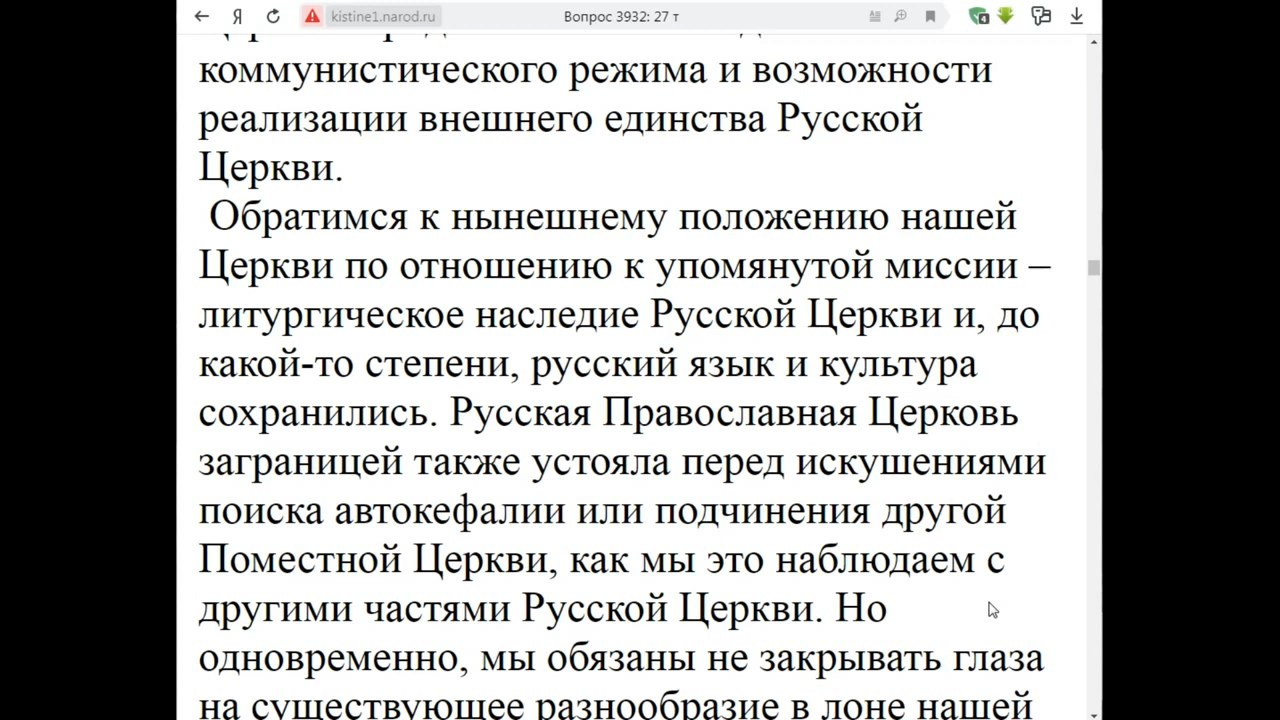 Я
kistine1.narod.ru
Вопрос 3932: 27 т
4
коммунистического режима и возможности
реализации внешнего единства Русской
Церкви.
Обратимся к нынешнему положению нашей
Церкви по отношению к упомянутой миссии –
литургическое наследие Русской Церкви и, до
какой-то степени, русский язык и культура
сохранились. Русская Православная Церковь
заграницей также устояла перед искушениями
поиска автокефалии или подчинения другой
Поместной Церкви, как мы это наблюдаем с
другими частями Русской Церкви. Но
одновременно, мы обязаны не закрывать глаза
на существующее разнообразие в лоне нашей